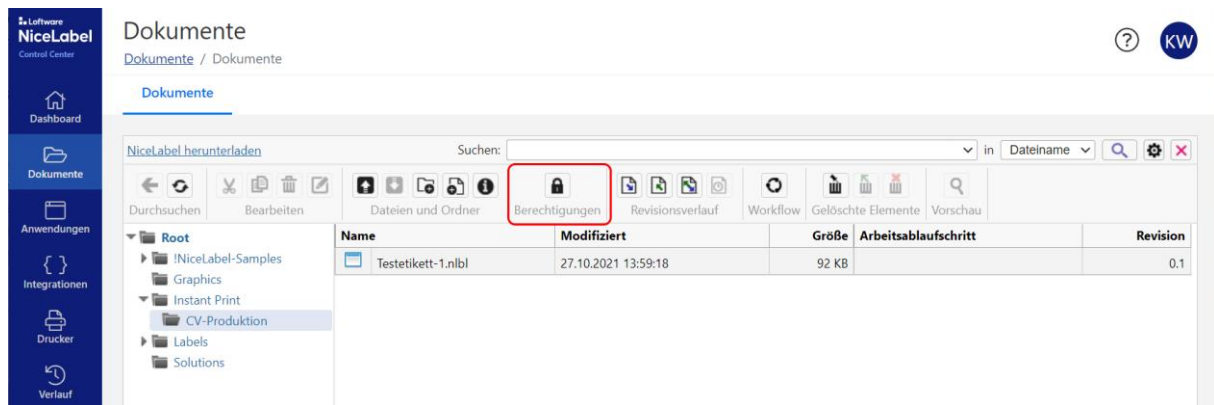 Loftware
NiceLabel
Control Center
Dashboard
Dokumente
Anwendungen
{ }
Integrationen
Drucker
Verlauf
Dokumente
Dokumente / Dokumente
? KW
Dokumente
NiceLabel herunterladen Suchen: in Dateiname
Durchsuchen Bearbeiten Dateien und Ordner Berechtigungen Revisionsverlauf Workflow Gelöschte Elemente Vorschau
Root
!NiceLabel-Samples
Graphics
Instant Print
CV-Produktion
Labels
Solutions
Name Modifiziert Größe Arbeitsablaufschritt Revision
Testetikett-1.nlbl 27.10.2021 13:59:18 92 KB 0.1